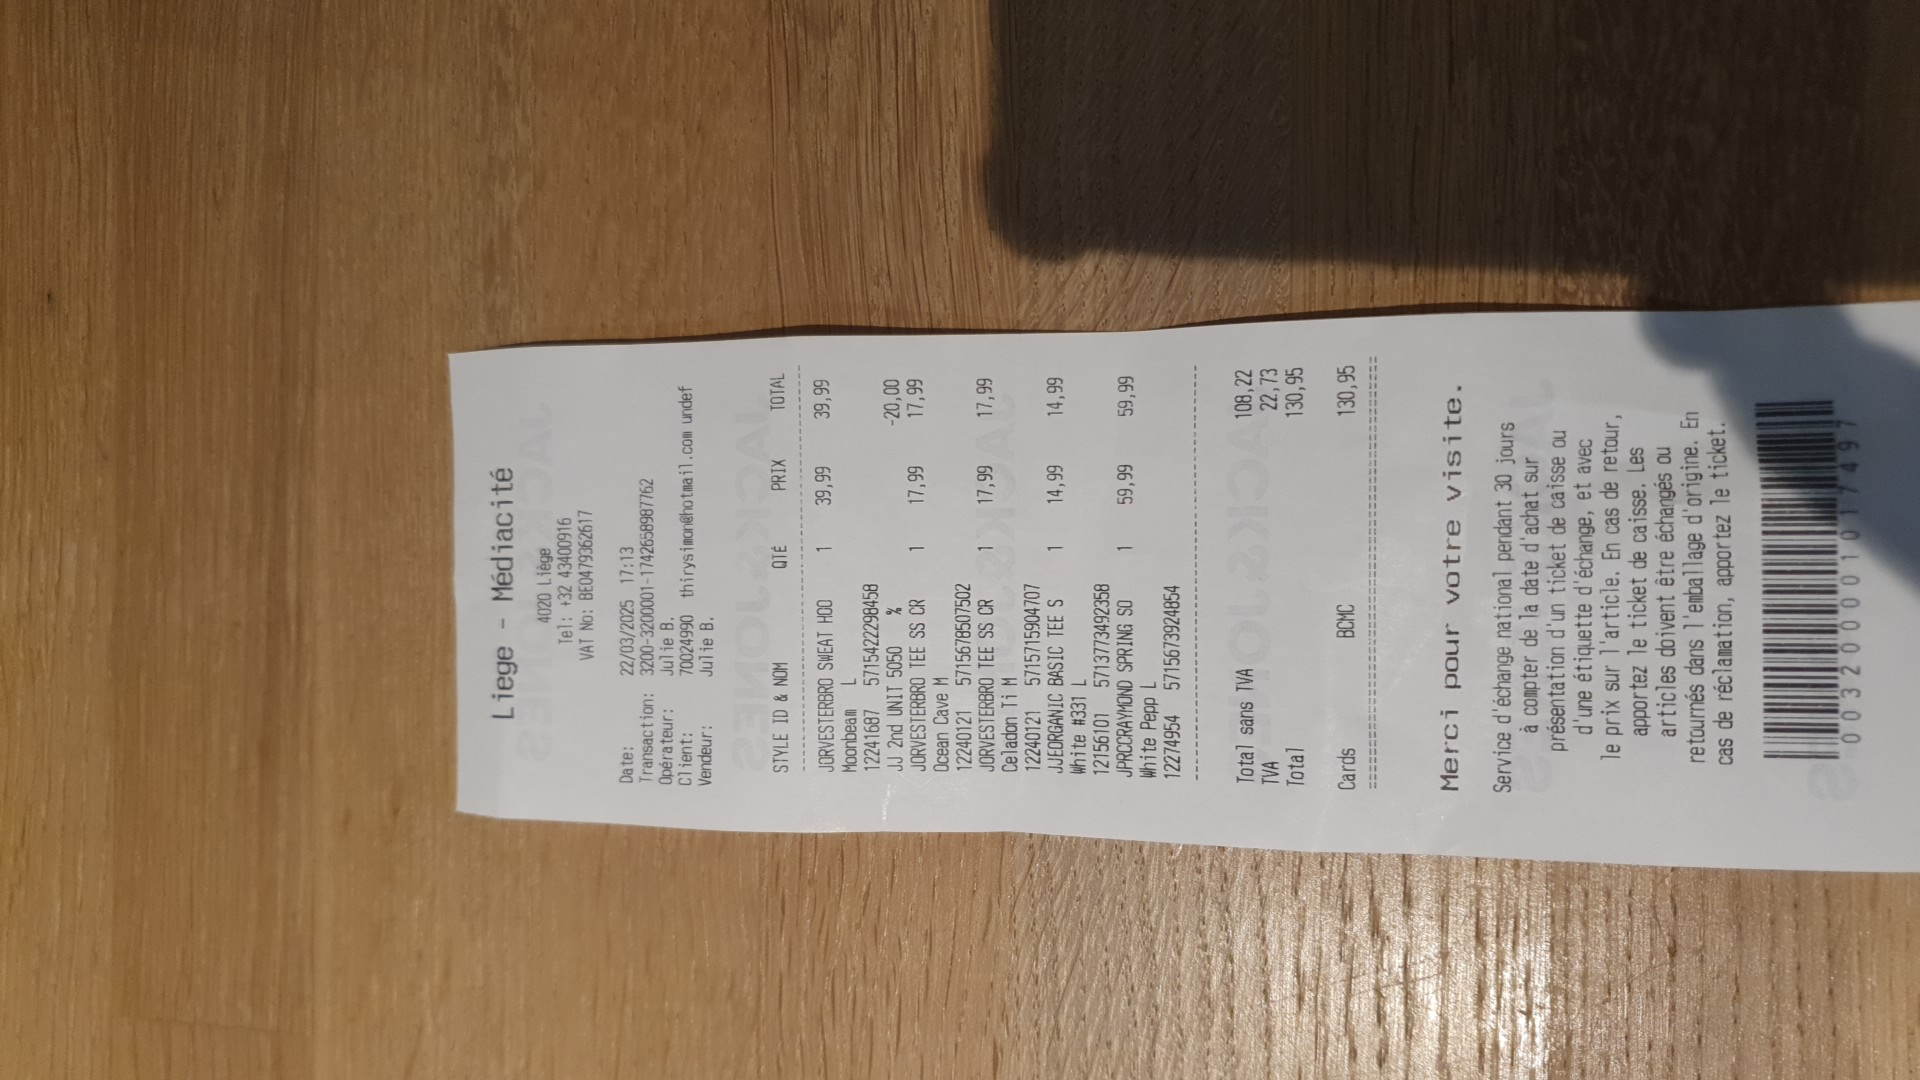 Liege - Médiacité
4020 Liège
Tel: +32 43400916
VAT No: BE0479362617
Date: 22/03/2025 17:13
Transaction: 3200-3200001-1742658987762
Opérateur: Julie B.
Client: 70024990 thirysimon@hotmail.com undef
Vendeur: Julie B.
STYLE ID & NOM QTE PRIX TOTAL
JORVESTERBRO SWEAT HOO 1 39,99 39,99
Moonbeam L
12241687 5715422298458
JJ 2nd UNIT 5050 % -20,00
JORVESTERBRO TEE SS CR 1 17,99 17,99
Ocean Cave M
12240121 5715678507502
JORVESTERBRO TEE SS CR 1 17,99 17,99
Celadon Ti M
12240121 5715715904707
JJEORGANIC BASIC TEE S 1 14,99 14,99
White #331 L
12156101 5713773492358
JPRCCRAYMOND SPRING SO 1 59,99 59,99
White Pepp L
12274954 5715673924854
Total sans TVA 108,22
TVA 22,73
Total 130,95
Cards BCMC 130,95
Merci pour votre visite.
Service d'échange national pendant 30 jours
à compter de la date d'achat sur
présentation d'un ticket de caisse ou
d'une étiquette d'échange, et avec
le prix sur l'article. En cas de retour,
apportez le ticket de caisse. Les
articles doivent être échangés ou
retournés dans l'emballage d'origine. En
cas de réclamation, apportez le ticket.
0032000001017497